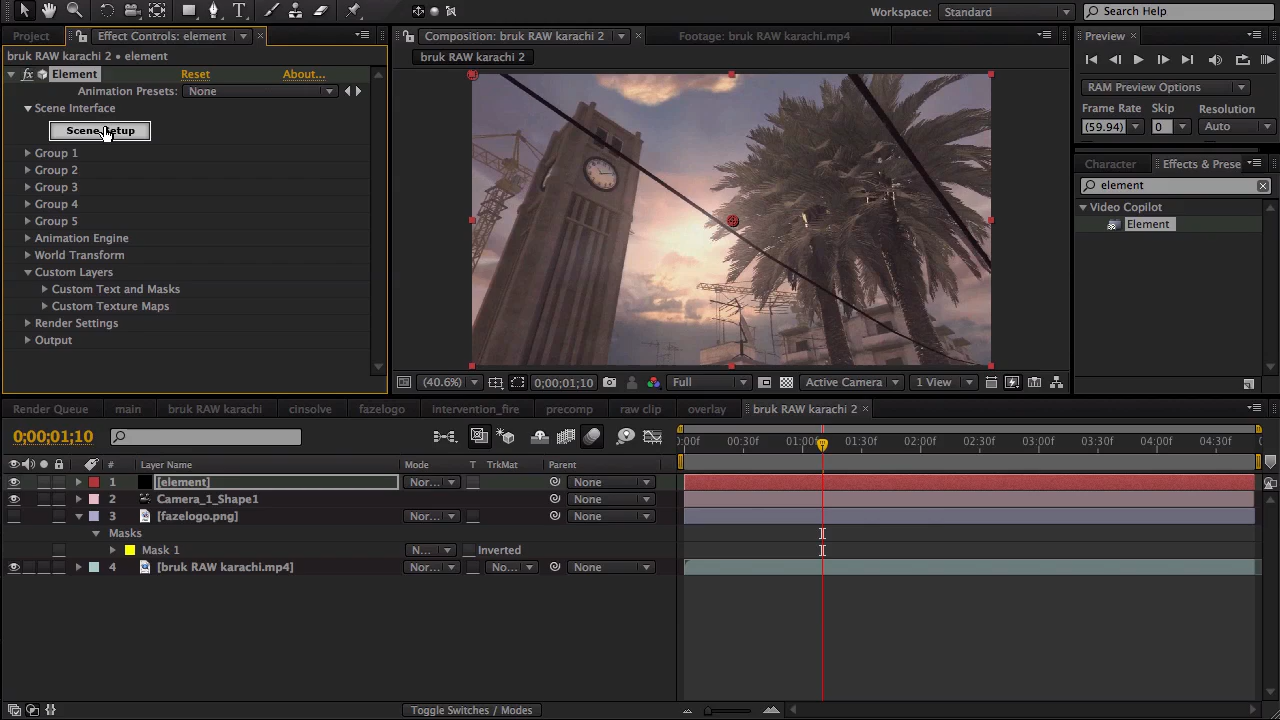 Workspace: Standard
Search Help
Project
Effect Controls: element
Composition: bruk RAW karachi 2
Footage: bruk RAW karachi.mp4
Preview
bruk RAW karachi 2 • element
bruk RAW karachi 2
fx Element Reset About...
Animation Presets: None
Scene Interface
Scene Setup
Group 1
Group 2
Group 3
Group 4
Group 5
Animation Engine
World Transform
Custom Layers
Custom Text and Masks
Custom Texture Maps
Render Settings
Output
RAM Preview Options
Frame Rate Skip Resolution
(59.94) 0 Auto
Character
Effects & Prese
element
Video Copilot
Element
(40.6%) 0;00;01;10 Full Active Camera 1 View
Render Queue main bruk RAW karachi cinsolve fazelogo intervention_fire precomp raw clip overlay bruk RAW karachi 2
0;00;01;10
:00f 00:30f 01:00f 01:30f 02:00f 02:30f 03:00f 03:30f 04:00f 04:30f
# Layer Name Mode T TrkMat Parent
1 [element] Nor... None
2 Camera_1_Shape1 Nor... None
3 [fazelogo.png] Nor... None
Masks
Mask 1 N... Inverted
4 [bruk RAW karachi.mp4] Nor... No... None
Toggle Switches / Modes